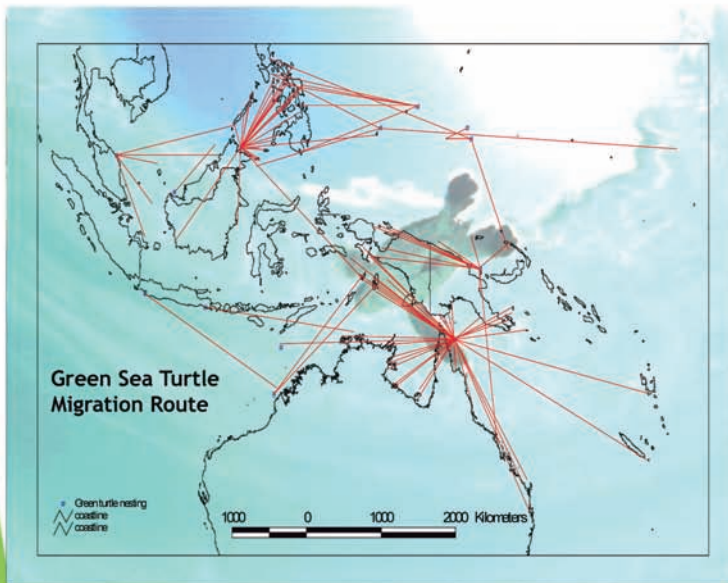 Green Sea Turtle
Migration Route
Green turtle nesting
coastline
coastline
1000 0 1000 2000 Kilometers